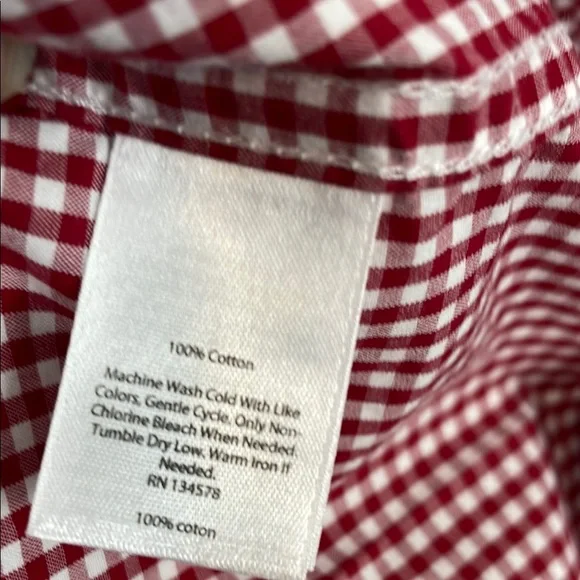 100% Cotton
Machine Wash Cold With Like
Colors, Gentle Cycle, Only Non-
Chlorine Bleach When Needed.
Tumble Dry Low. Warm Iron If
Needed.
RN 134578
100% coton